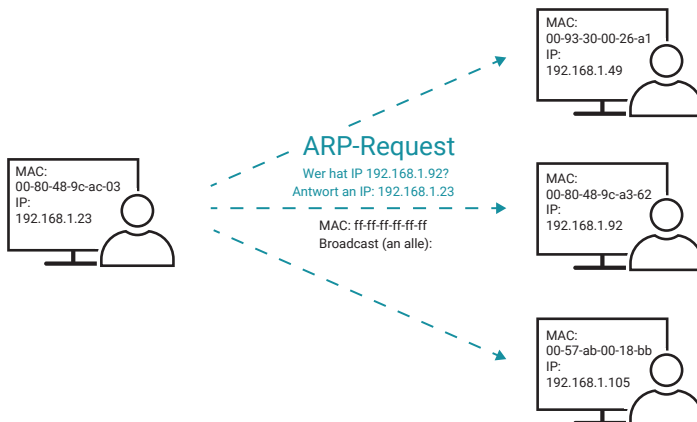 MAC:
00-80-48-9c-ac-03
IP:
192.168.1.23
ARP-Request
Wer hat IP 192.168.1.92?
Antwort an IP: 192.168.1.23
MAC: ff-ff-ff-ff-ff-ff
Broadcast (an alle):
MAC:
00-93-30-00-26-a1
IP:
192.168.1.49
MAC:
00-80-48-9c-a3-62
IP:
192.168.1.92
MAC:
00-57-ab-00-18-bb
IP:
192.168.1.105